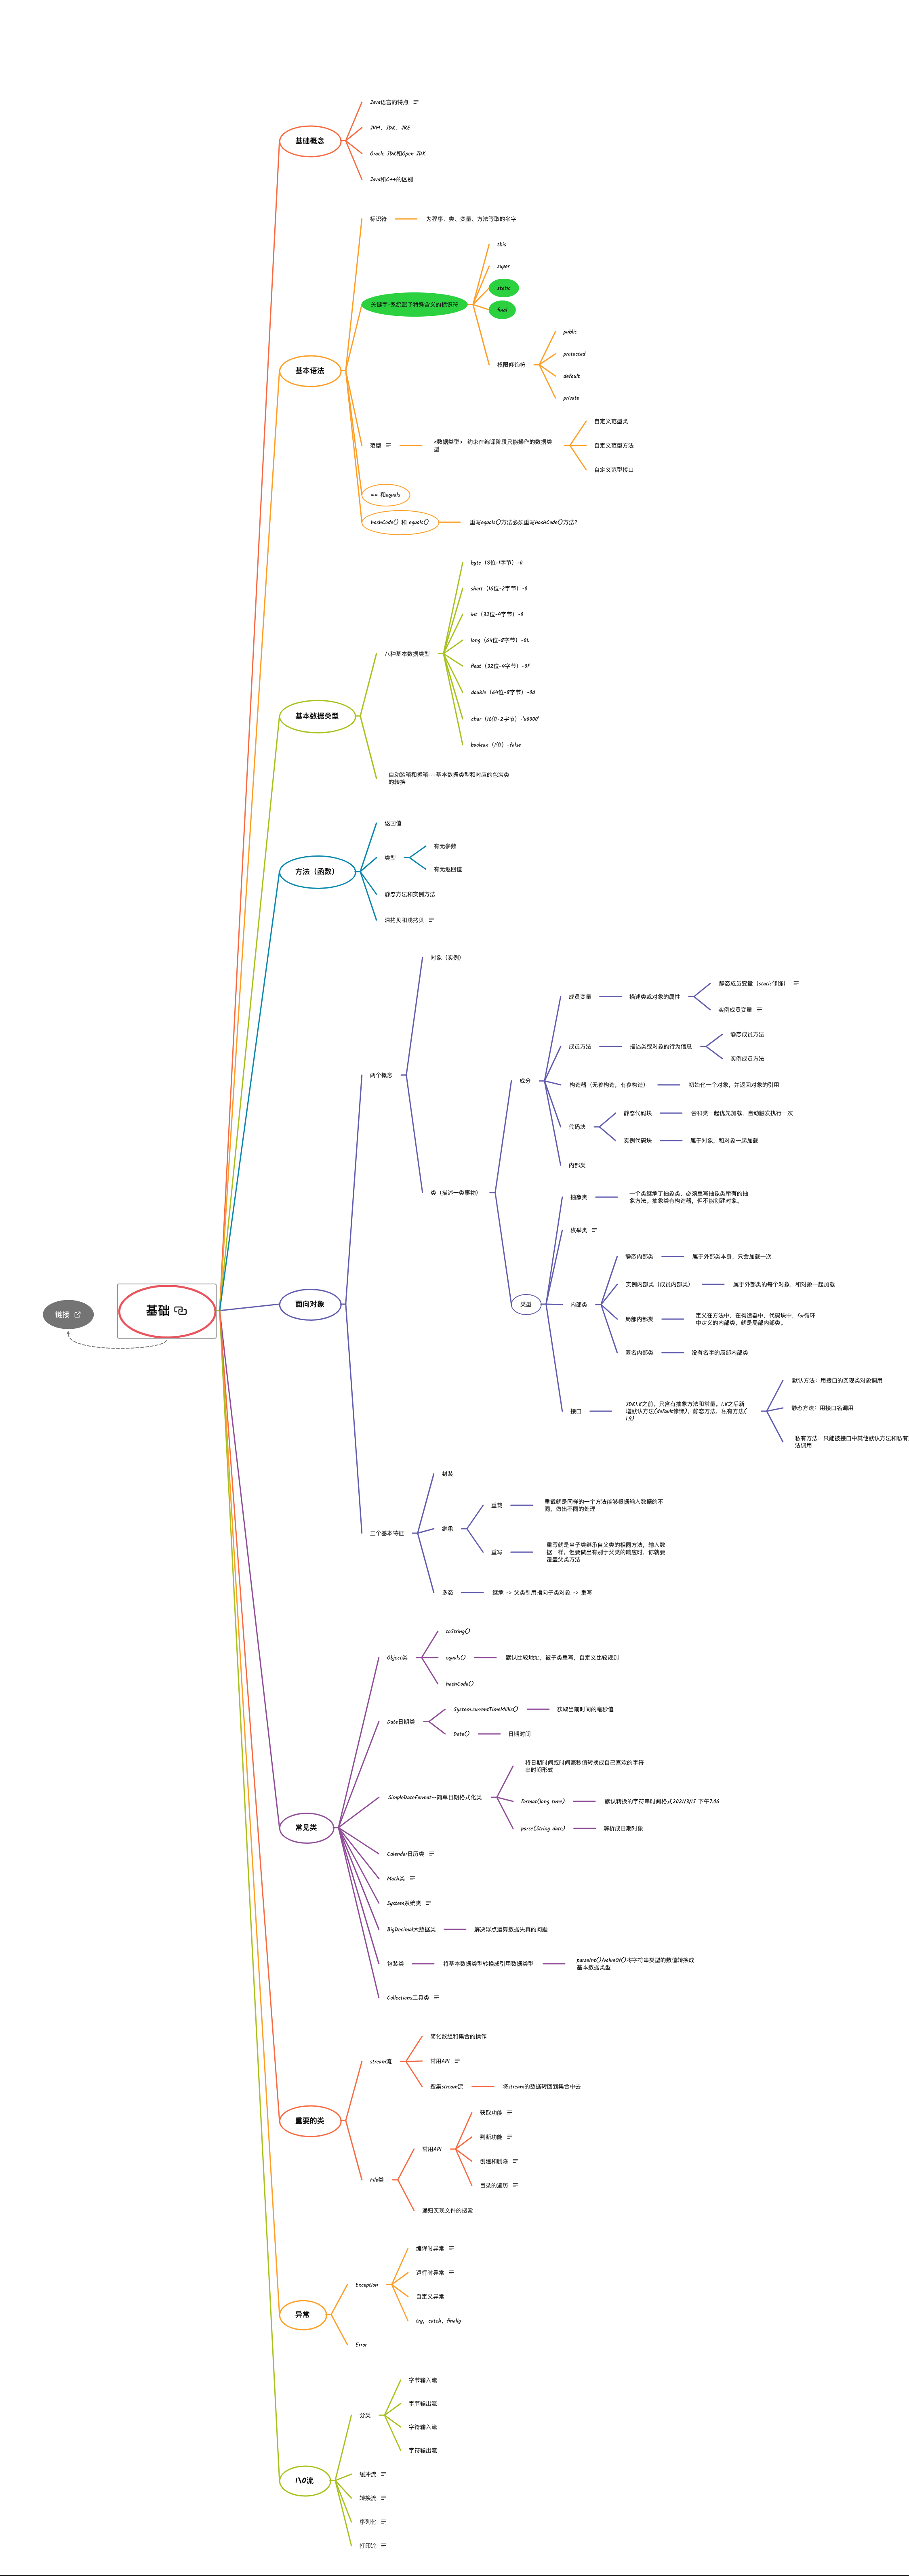 基础
链接
基础概念
Java语言的特点
JVM、JDK、JRE
Oracle JDK和Open JDK
Java和C++的区别
基本语法
标识符
为程序、类、变量、方法等取的名字
关键字-系统赋予特殊含义的标识符
this
super
static
final
权限修饰符
public
protected
default
private
范型
<数据类型> 约束在编译阶段只能操作的数据类
型
自定义范型类
自定义范型方法
自定义范型接口
== 和equals
hashCode() 和 equals()
重写equals()方法必须重写hashCode()方法?
基本数据类型
八种基本数据类型
byte（8位-1字节）-0
short（16位-2字节）-0
int（32位-4字节）-0
long（64位-8字节）-0L
float（32位-4字节）-0f
double（64位-8字节）-0d
char（16位-2字节）-'u0000'
boolean（1位）-false
自动装箱和拆箱---基本数据类型和对应的包装类
的转换
方法（函数）
返回值
类型
有无参数
有无返回值
静态方法和实例方法
深拷贝和浅拷贝
面向对象
两个概念
对象（实例）
类（描述一类事物）
成分
成员变量
描述类或对象的属性
静态成员变量（static修饰）
实例成员变量
成员方法
描述类或对象的行为信息
静态成员方法
实例成员方法
构造器（无参构造，有参构造）
初始化一个对象，并返回对象的引用
代码块
静态代码块
会和类一起优先加载，自动触发执行一次
实例代码块
属于对象，和对象一起加载
内部类
类型
抽象类
一个类继承了抽象类，必须重写抽象类所有的抽
象方法。抽象类有构造器，但不能创建对象。
枚举类
内部类
静态内部类
属于外部类本身，只会加载一次
实例内部类（成员内部类）
属于外部类的每个对象，和对象一起加载
局部内部类
定义在方法中，在构造器中，代码块中，for循环
中定义的内部类，就是局部内部类。
匿名内部类
没有名字的局部内部类
接口
JDK1.8之前，只含有抽象方法和常量。1.8之后新
增默认方法(default修饰)，静态方法，私有方法(
1.9)
默认方法：用接口的实现类对象调用
静态方法：用接口名调用
私有方法：只能被接口中其他默认方法和私有
法调用
三个基本特征
封装
继承
重载
重载就是同样的一个方法能够根据输入数据的不
同，做出不同的处理
重写
重写就是当子类继承自父类的相同方法，输入数
据一样，但要做出有别于父类的响应时，你就要
覆盖父类方法
多态
继承 -> 父类引用指向子类对象 -> 重写
常见类
Object类
toString()
equals()
默认比较地址，被子类重写，自定义比较规则
hashCode()
Date日期类
System.currentTimeMillis()
获取当前时间的毫秒值
Date()
日期时间
SimpleDateFormat--简单日期格式化类
将日期时间或时间毫秒值转换成自己喜欢的字符
串时间形式
format(long time)
默认转换的字符串时间格式2021/3/15 下午7:06
parse(String date)
解析成日期对象
Calendar日历类
Math类
System系统类
BigDecimal大数据类
解决浮点运算数据失真的问题
包装类
将基本数据类型转换成引用数据类型
parseInt()/valueOf()将字符串类型的数值转换成
基本数据类型
Collections工具类
重要的类
stream流
简化数组和集合的操作
常用API
搜集stream流
将stream的数据转回到集合中去
File类
常用API
获取功能
判断功能
创建和删除
目录的遍历
递归实现文件的搜索
异常
Exception
编译时异常
运行时异常
自定义异常
try，catch，finally
Error
I\O流
分类
字节输入流
字节输出流
字符输入流
字符输出流
缓冲流
转换流
序列化
打印流